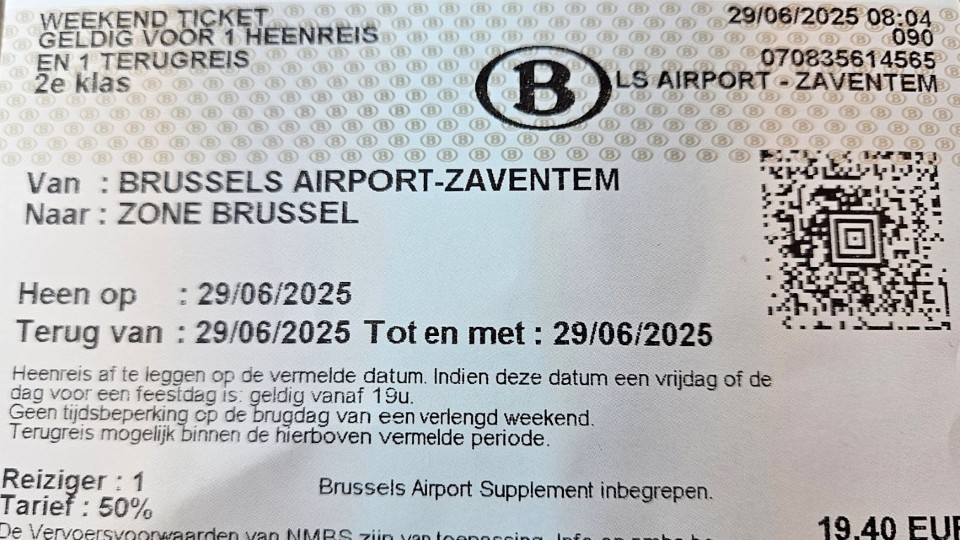 WEEKEND TICKET
GELDIG VOOR 1 HEENREIS
EN 1 TERUGREIS
2e klas
29/06/2025 08:04
090
070835614565
B
LS AIRPORT - ZAVENTEM
Van : BRUSSELS AIRPORT-ZAVENTEM
Naar : ZONE BRUSSEL
Heen op : 29/06/2025
Terug van : 29/06/2025 Tot en met : 29/06/2025
Heenreis af te leggen op de vermelde datum. Indien deze datum een vrijdag of de
dag voor een feestdag is: geldig vanaf 19u.
Geen tijdsbeperking op de brugdag van een verlengd weekend.
Terugreis mogelijk binnen de hierboven vermelde periode.
Reiziger : 1
Tarief : 50%
Brussels Airport Supplement inbegrepen.
19.40 EUR
De Vervoersvoorwaarden van NMBS zijn van toepassing. Info op